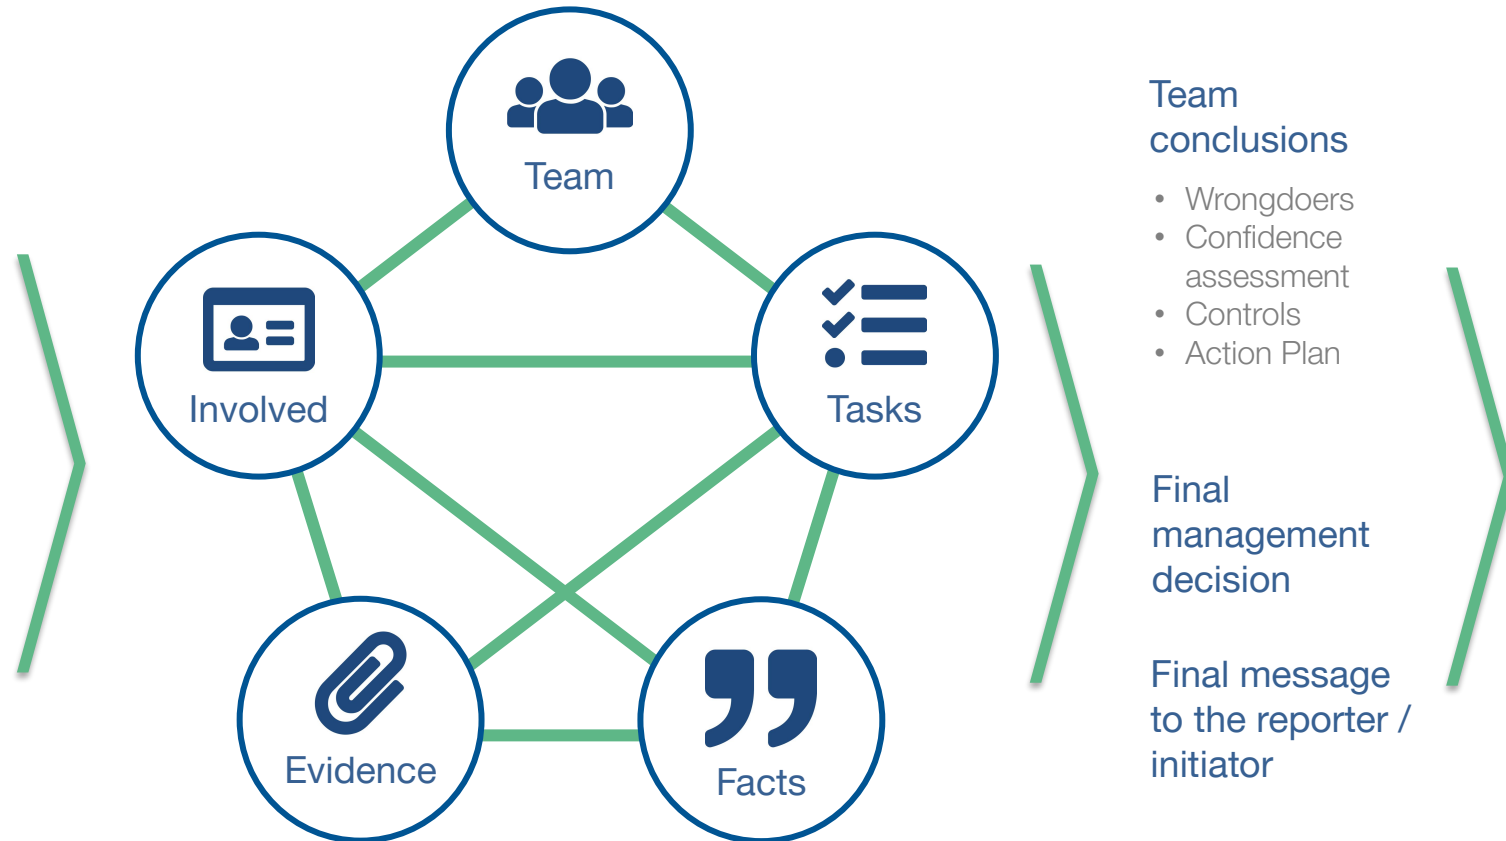 Team
Involved
Tasks
Evidence
Facts
Team
conclusions
• Wrongdoers
• Confidence
assessment
• Controls
• Action Plan
Final
management
decision
Final message
to the reporter /
initiator